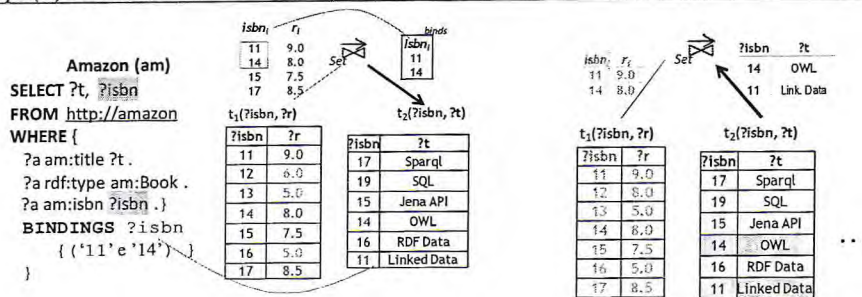 Amazon (am)
SELECT ?t, ?isbn
FROM http://amazon
WHERE {
?a am:title ?t .
?a rdf:type am:Book .
?a am:isbn ?isbn .}
BINDINGS ?isbn
{ ('11' e '14') }
}
isbni ri
11 9.0
14 8.0
15 7.5
17 8.5
Set
binds
isbni
11
14
t1(?isbn, ?r)
?isbn ?r
11 9.0
12 6.0
13 5.0
14 8.0
15 7.5
16 5.0
17 8.5
t2(?isbn, ?t)
?isbn ?t
17 Sparql
19 SQL
15 Jena API
14 OWL
16 RDF Data
11 Linked Data
isbni ri
11 9.0
14 8.0
Set
?isbn ?t
14 OWL
11 Link. Data
t1(?isbn, ?r)
?isbn ?r
11 9.0
12 8.0
13 5.0
14 8.0
15 7.5
16 5.0
17 8.5
t2(?isbn, ?t)
?isbn ?t
17 Sparql
19 SQL
15 Jena API
14 OWL
16 RDF Data
11 Linked Data
..